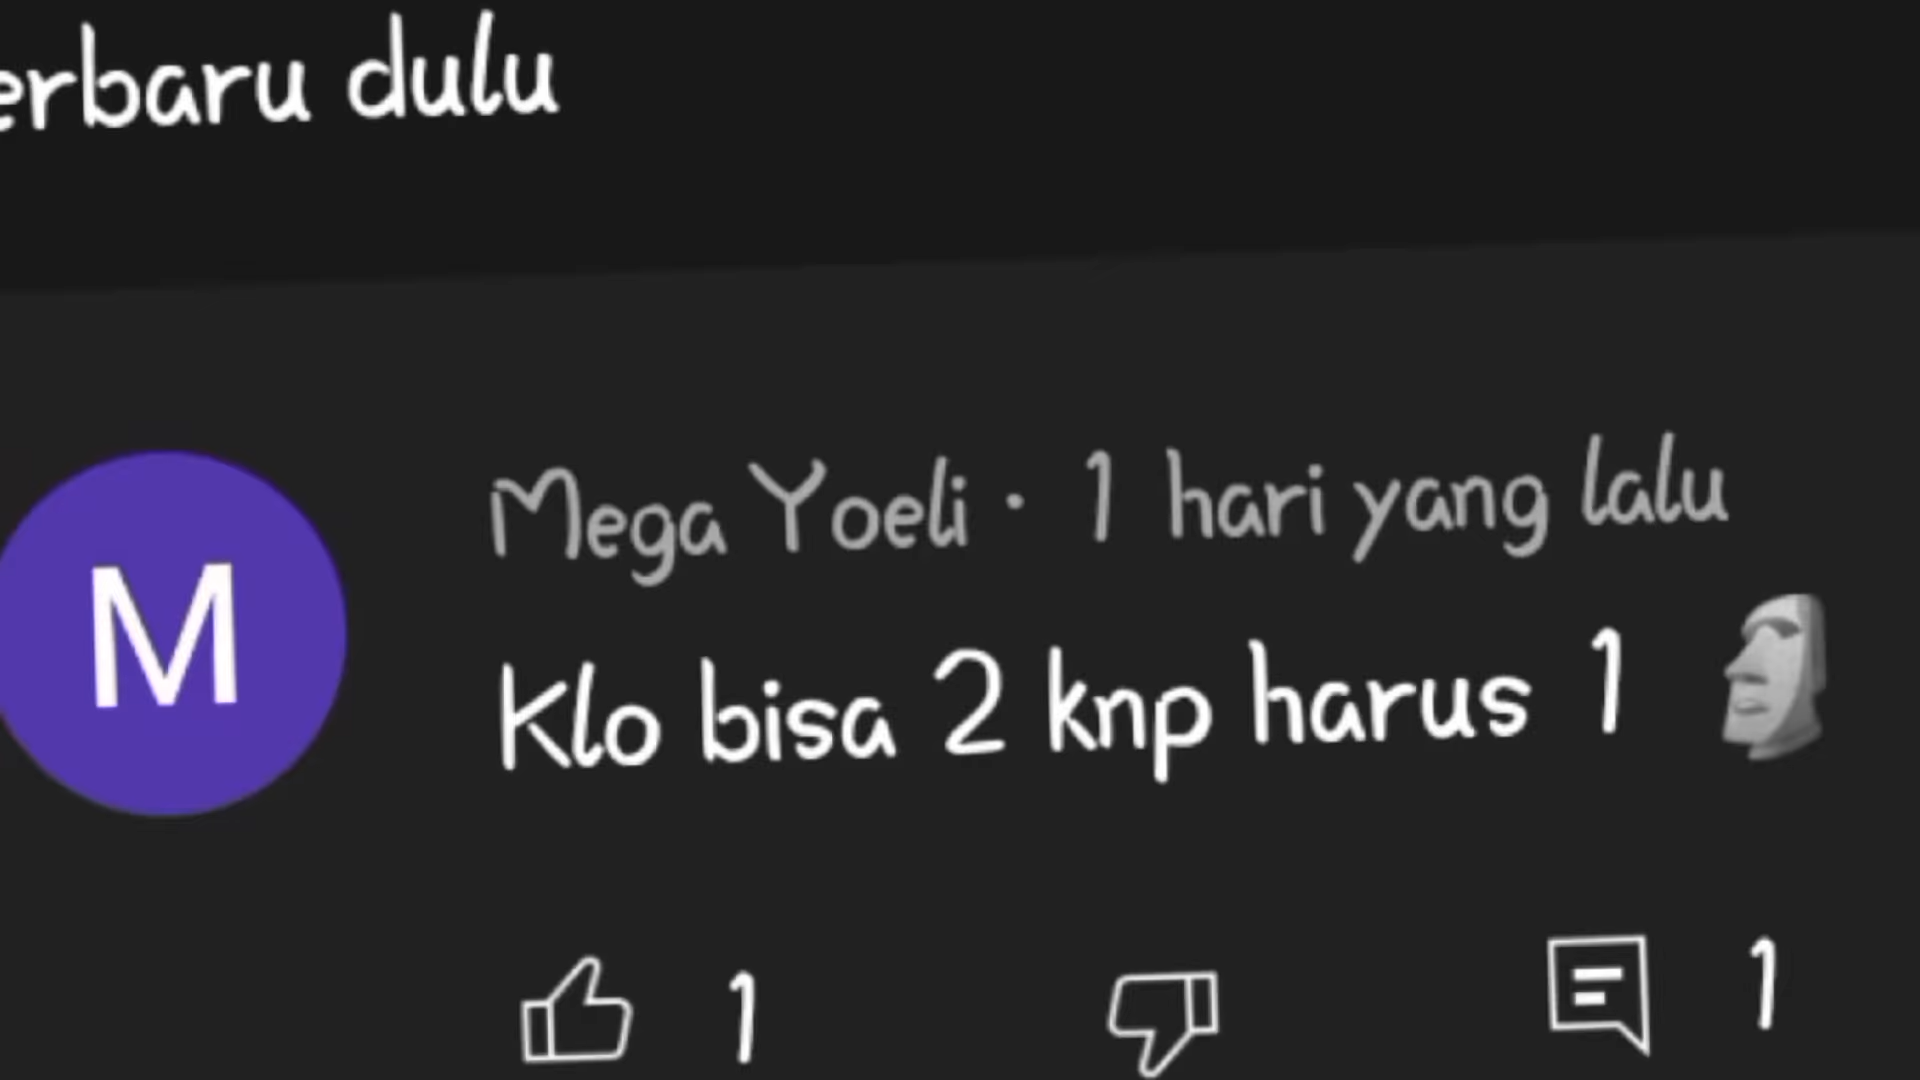 erbaru dulu
M
Mega Yoeli · 1 hari yang lalu
Klo bisa 2 knp harus 1 🗿
1
1